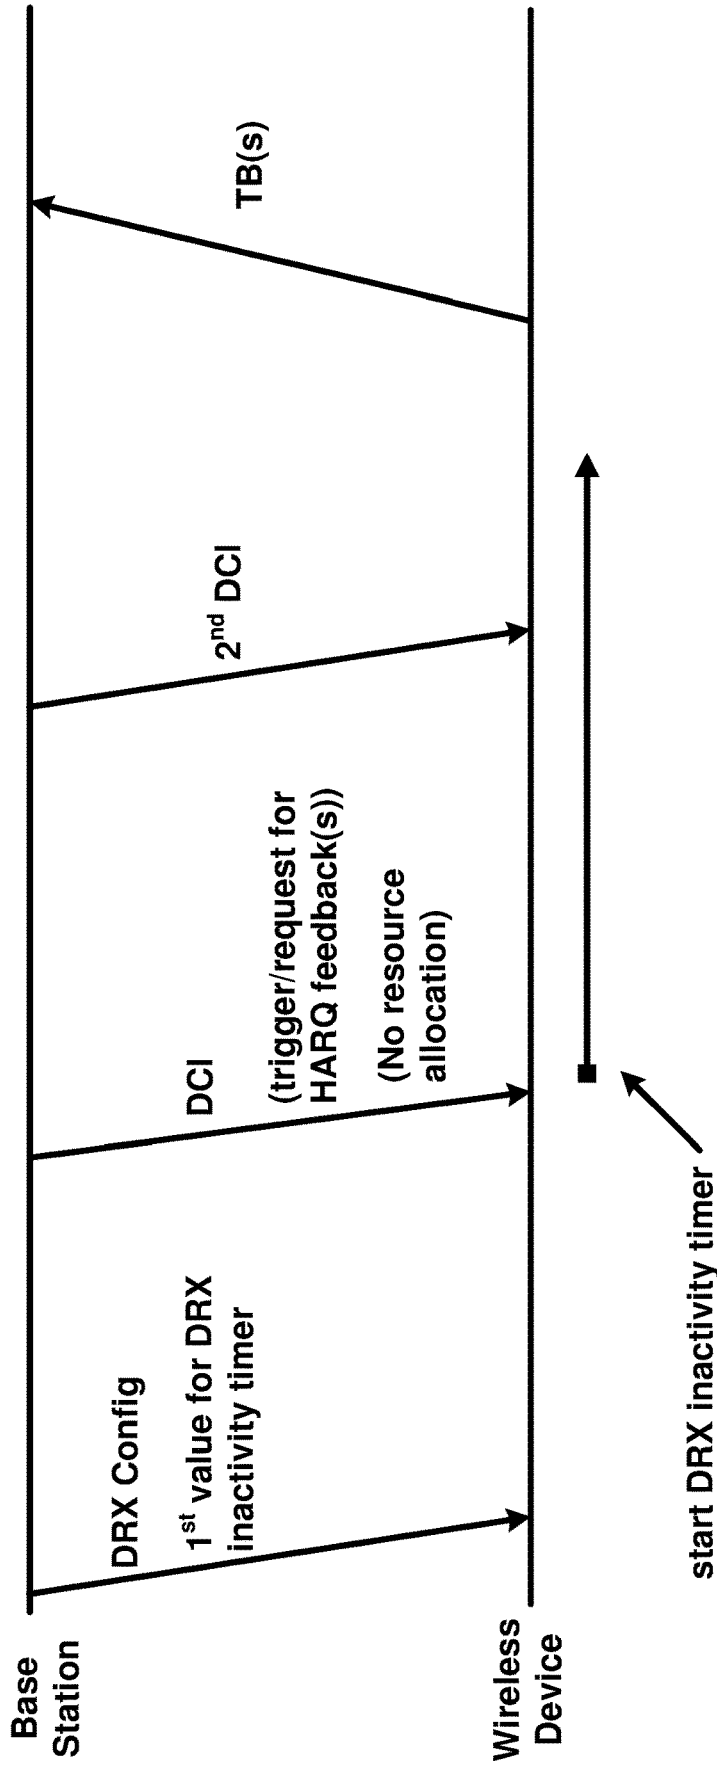 Base
Station
DRX Config
1st value for DRX
inactivity timer
DCI
(trigger/request for
HARQ feedback(s))
(No resource
allocation)
2nd DCI
TB(s)
Wireless
Device
start DRX inactivity timer